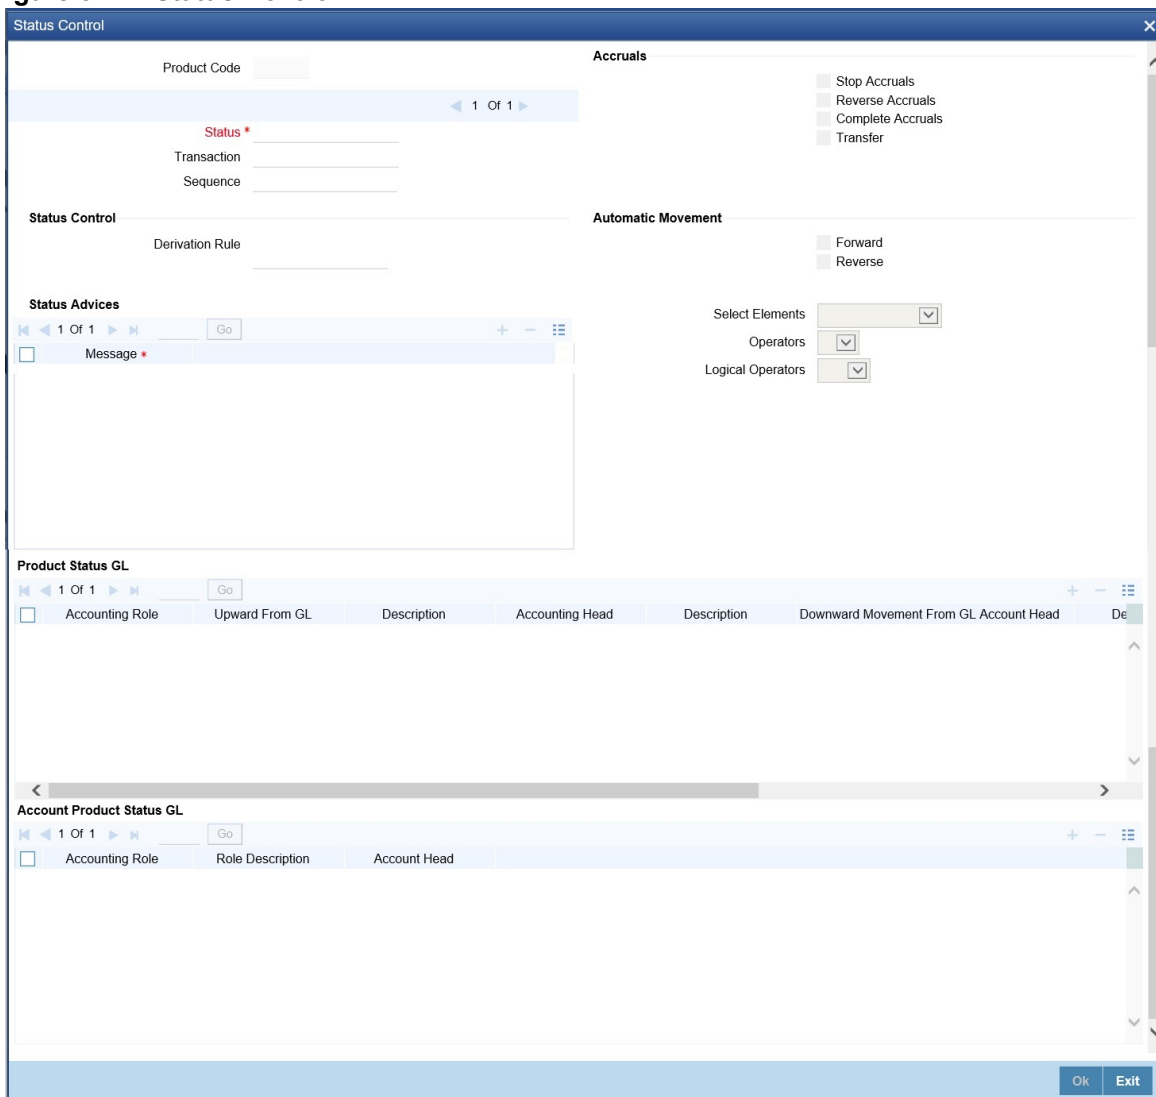 Status Control
Product Code
1 Of 1
Status *
Transaction
Sequence
Accruals
Stop Accruals
Reverse Accruals
Complete Accruals
Transfer
Status Control
Derivation Rule
Automatic Movement
Forward
Reverse
Status Advices
1 Of 1 Go
Message *
Select Elements
Operators
Logical Operators
Product Status GL
1 Of 1 Go
Accounting Role Upward From GL Description Accounting Head Description Downward Movement From GL Account Head De
Account Product Status GL
1 Of 1 Go
Accounting Role Role Description Account Head
Ok Exit